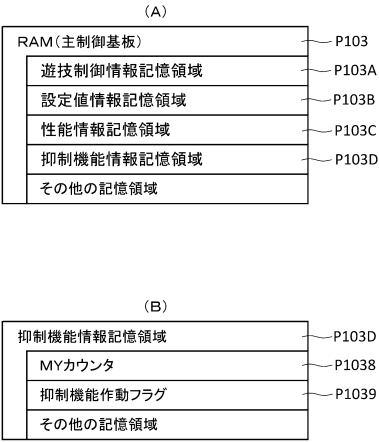 (A)
RAM(主制御基板) P103
遊技制御情報記憶領域 P103A
設定値情報記憶領域 P103B
性能情報記憶領域 P103C
抑制機能情報記憶領域 P103D
その他の記憶領域
(B)
抑制機能情報記憶領域 P103D
MYカウンタ P1038
抑制機能作動フラグ P1039
その他の記憶領域